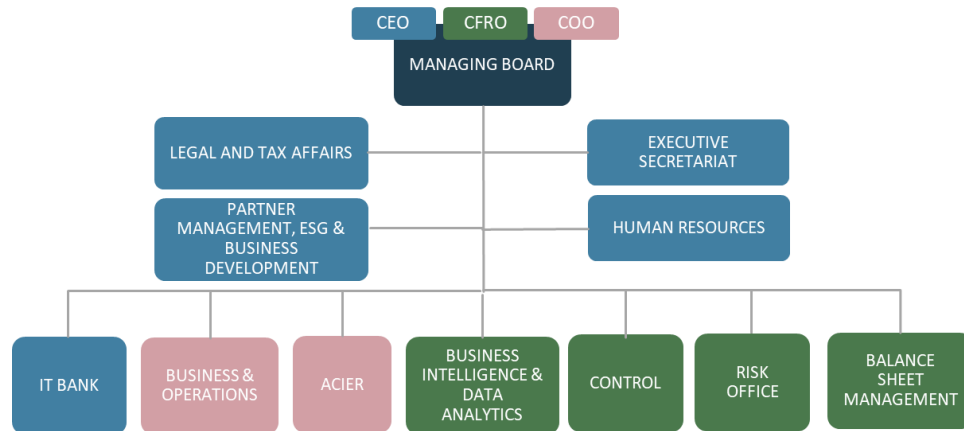 CEO
CFRO
COO
MANAGING BOARD
LEGAL AND TAX AFFAIRS
EXECUTIVE
SECRETARIAT
PARTNER
MANAGEMENT, ESG &
BUSINESS
DEVELOPMENT
HUMAN RESOURCES
IT BANK
BUSINESS &
OPERATIONS
ACIER
BUSINESS
INTELLIGENCE &
DATA
ANALYTICS
CONTROL
RISK
OFFICE
BALANCE
SHEET
MANAGEMENT